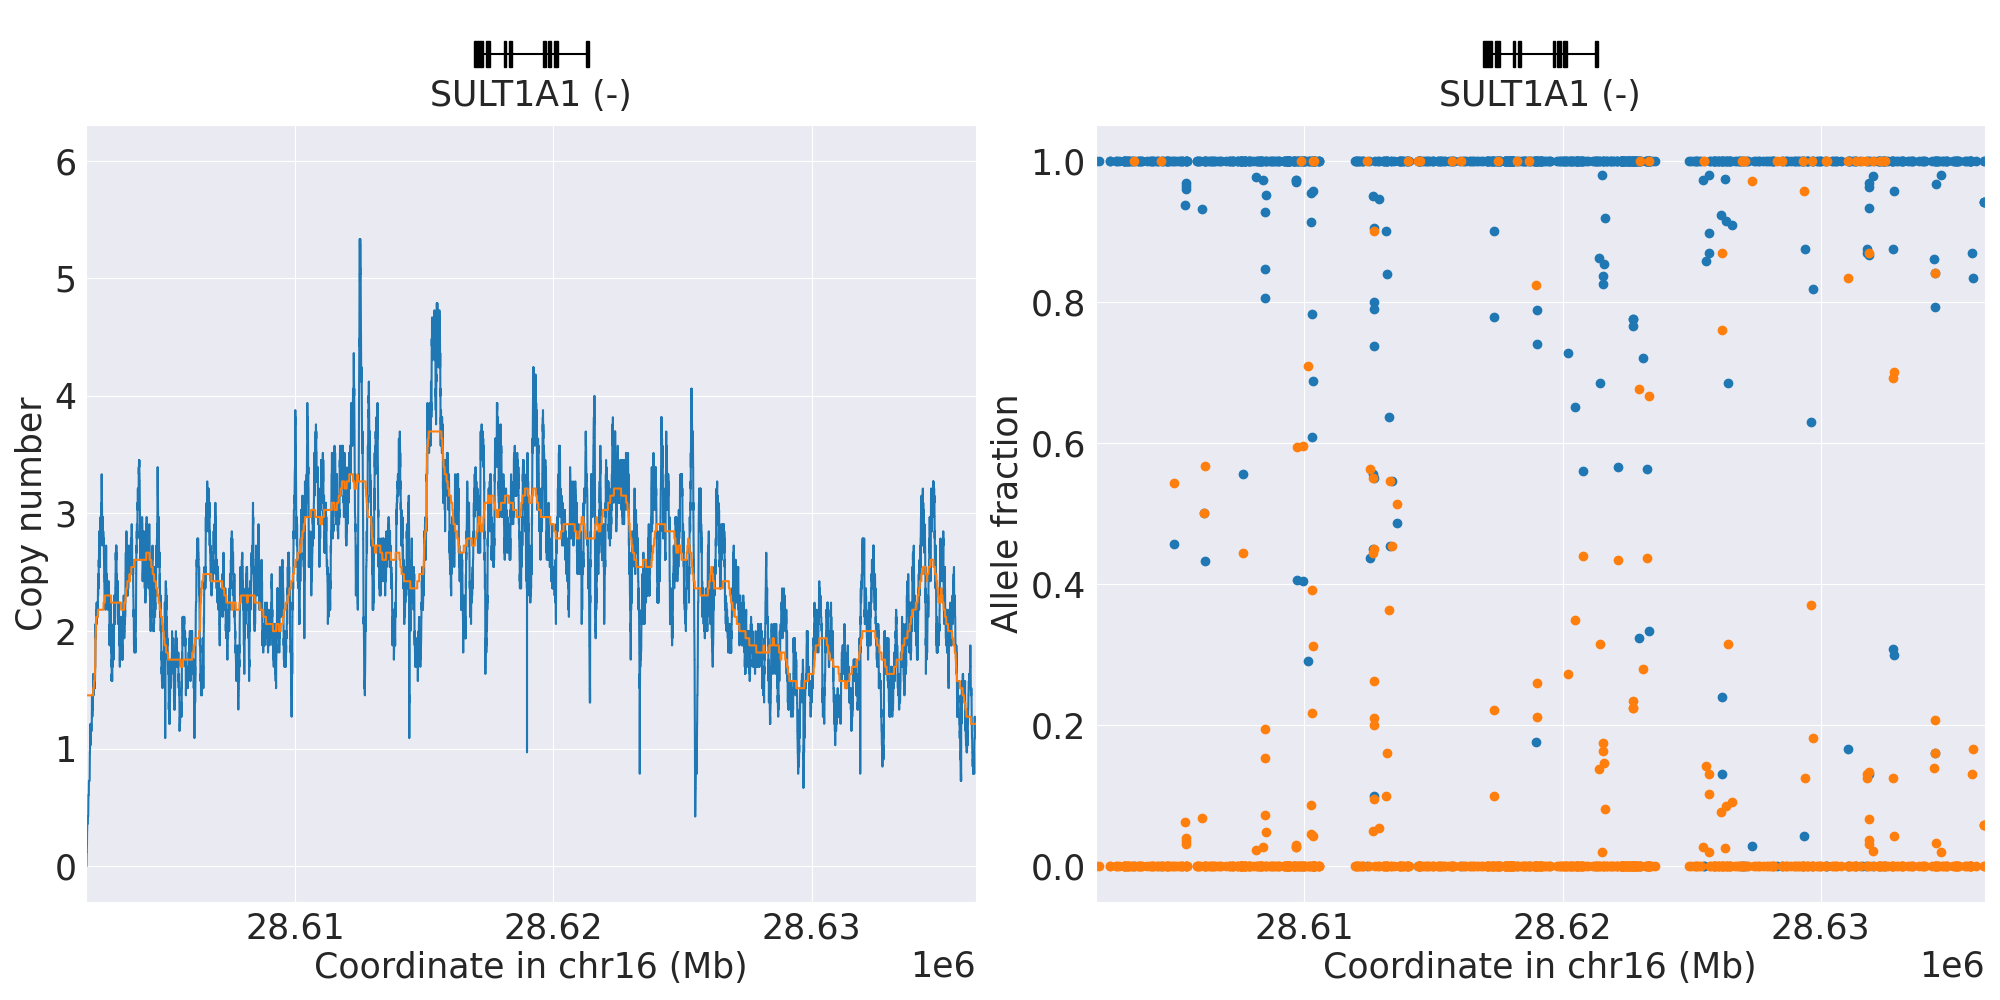 SULT1A1 (-)
6
5
4
3
2
1
0
Copy number
28.61
28.62
28.63
Coordinate in chr16 (Mb)
1e6
SULT1A1 (-)
1.0
0.8
0.6
0.4
0.2
0.0
Allele fraction
28.61
28.62
28.63
Coordinate in chr16 (Mb)
1e6